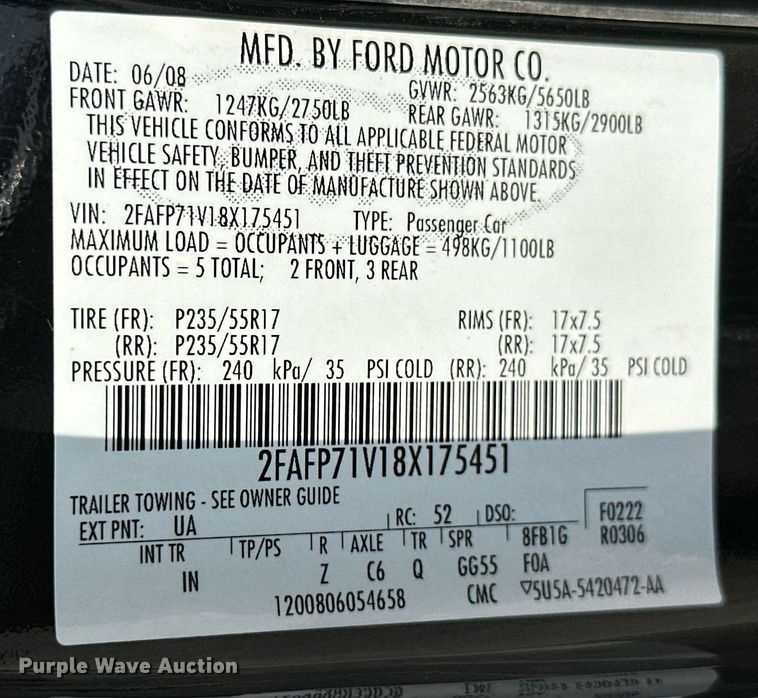 MFD. BY FORD MOTOR CO.
DATE: 06/08 GVWR: 2563KG/5650LB
FRONT GAWR: 1247KG/2750LB REAR GAWR: 1315KG/2900LB
THIS VEHICLE CONFORMS TO ALL APPLICABLE FEDERAL MOTOR
VEHICLE SAFETY, BUMPER, AND THEFT PREVENTION STANDARDS
IN EFFECT ON THE DATE OF MANUFACTURE SHOWN ABOVE.
VIN: 2FAFP71V18X175451 TYPE: Passenger Car
MAXIMUM LOAD = OCCUPANTS + LUGGAGE = 498KG/1100LB
OCCUPANTS = 5 TOTAL; 2 FRONT, 3 REAR
TIRE (FR): P235/55R17 RIMS (FR): 17x7.5
(RR): P235/55R17 (RR): 17x7.5
PRESSURE (FR): 240 kPa/ 35 PSI COLD (RR): 240 kPa/ 35 PSI COLD
2FAFP71V18X175451
TRAILER TOWING - SEE OWNER GUIDE
EXT PNT: UA RC: 52 DSO: F0222
INT TR TP/PS R AXLE TR SPR 8FB1G R0306
IN Z C6 Q GG55 F0A
1200806054658 CMC ▽5U5A-5420472-AA
Purple Wave Auction